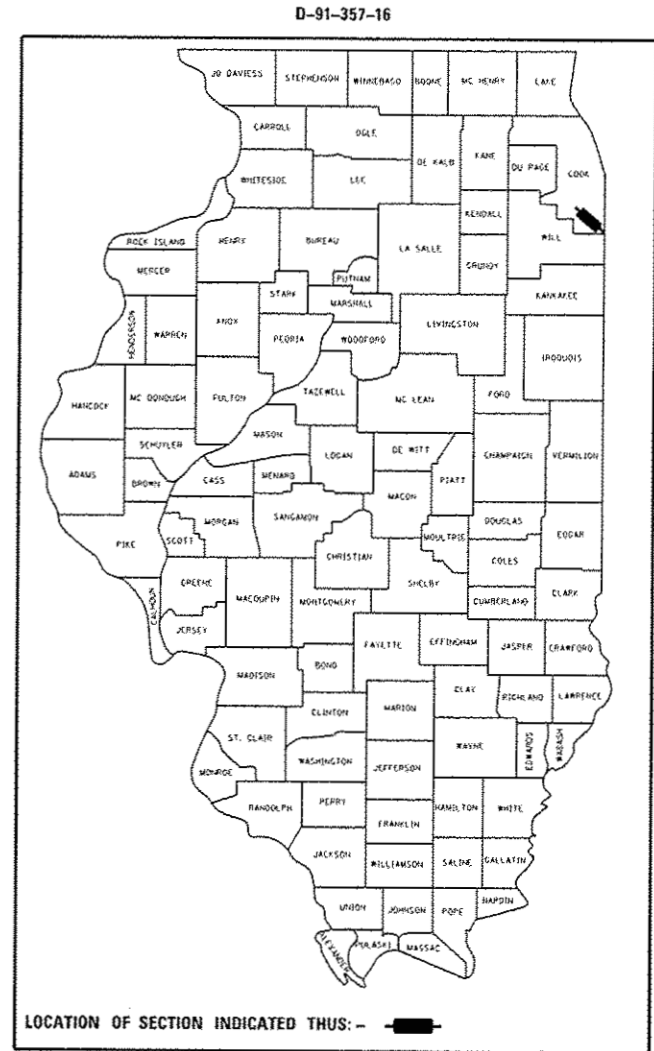 D-91-357-16
JO DAVIESS STEPHENSON WINNEBAGO BOONE MC HENRY LAKE
CARROLL OGLE DE KALB KANE DU PAGE COOK
WHITESIDE LEE KENDALL WILL
ROCK ISLAND HENRY BUREAU LA SALLE GRUNDY
MERCER PUTNAM KANKAKEE
STARK MARSHALL
HENDERSON WARREN KNOX PEORIA WOODFORD LIVINGSTON IROQUOIS
HANCOCK MC DONOUGH FULTON TAZEWELL MC LEAN FORD
SCHUYLER MASON LOGAN DE WITT CHAMPAIGN VERMILION
ADAMS BROWN CASS MENARD MACON PIATT
PIKE SCOTT MORGAN SANGAMON CHRISTIAN MOULTRIE DOUGLAS EDGAR
COLES
CALHOUN GREENE MACOUPIN MONTGOMERY SHELBY CUMBERLAND CLARK
JERSEY FAYETTE EFFINGHAM JASPER CRAWFORD
MADISON BOND CLAY RICHLAND LAWRENCE
CLINTON MARION
ST. CLAIR WASHINGTON JEFFERSON WAYNE EDWARDS WABASH
MONROE
RANDOLPH PERRY FRANKLIN HAMILTON WHITE
JACKSON WILLIAMSON SALINE GALLATIN
UNION JOHNSON POPE HARDIN
ALEXANDER PULASKI MASSAC
LOCATION OF SECTION INDICATED THUS: -